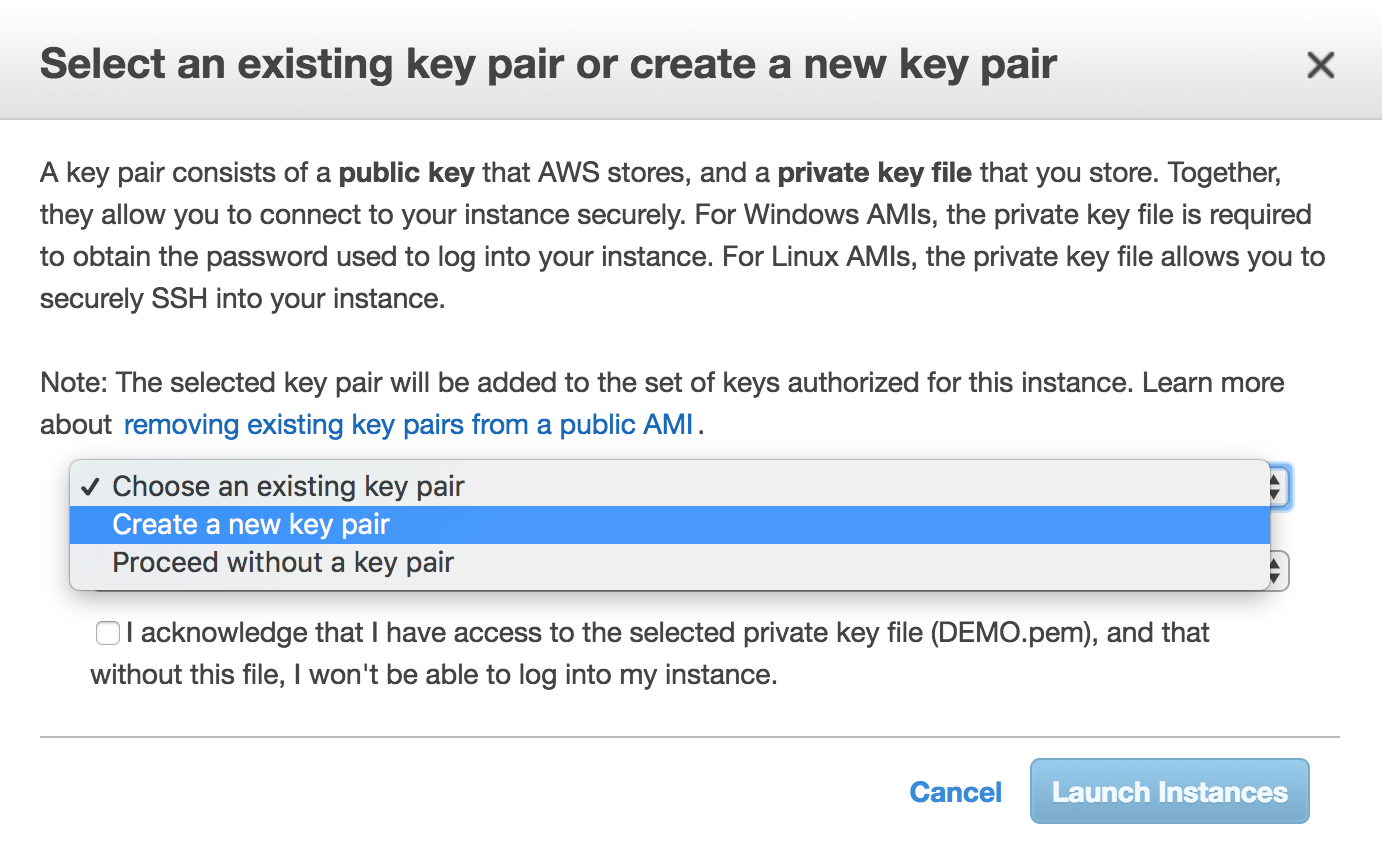 Select an existing key pair or create a new key pair
A key pair consists of a public key that AWS stores, and a private key file that you store. Together,
they allow you to connect to your instance securely. For Windows AMIs, the private key file is required
to obtain the password used to log into your instance. For Linux AMIs, the private key file allows you to
securely SSH into your instance.
Note: The selected key pair will be added to the set of keys authorized for this instance. Learn more
about removing existing key pairs from a public AMI .
✓ Choose an existing key pair
Create a new key pair
Proceed without a key pair
I acknowledge that I have access to the selected private key file (DEMO.pem), and that
without this file, I won't be able to log into my instance.
Cancel
Launch Instances